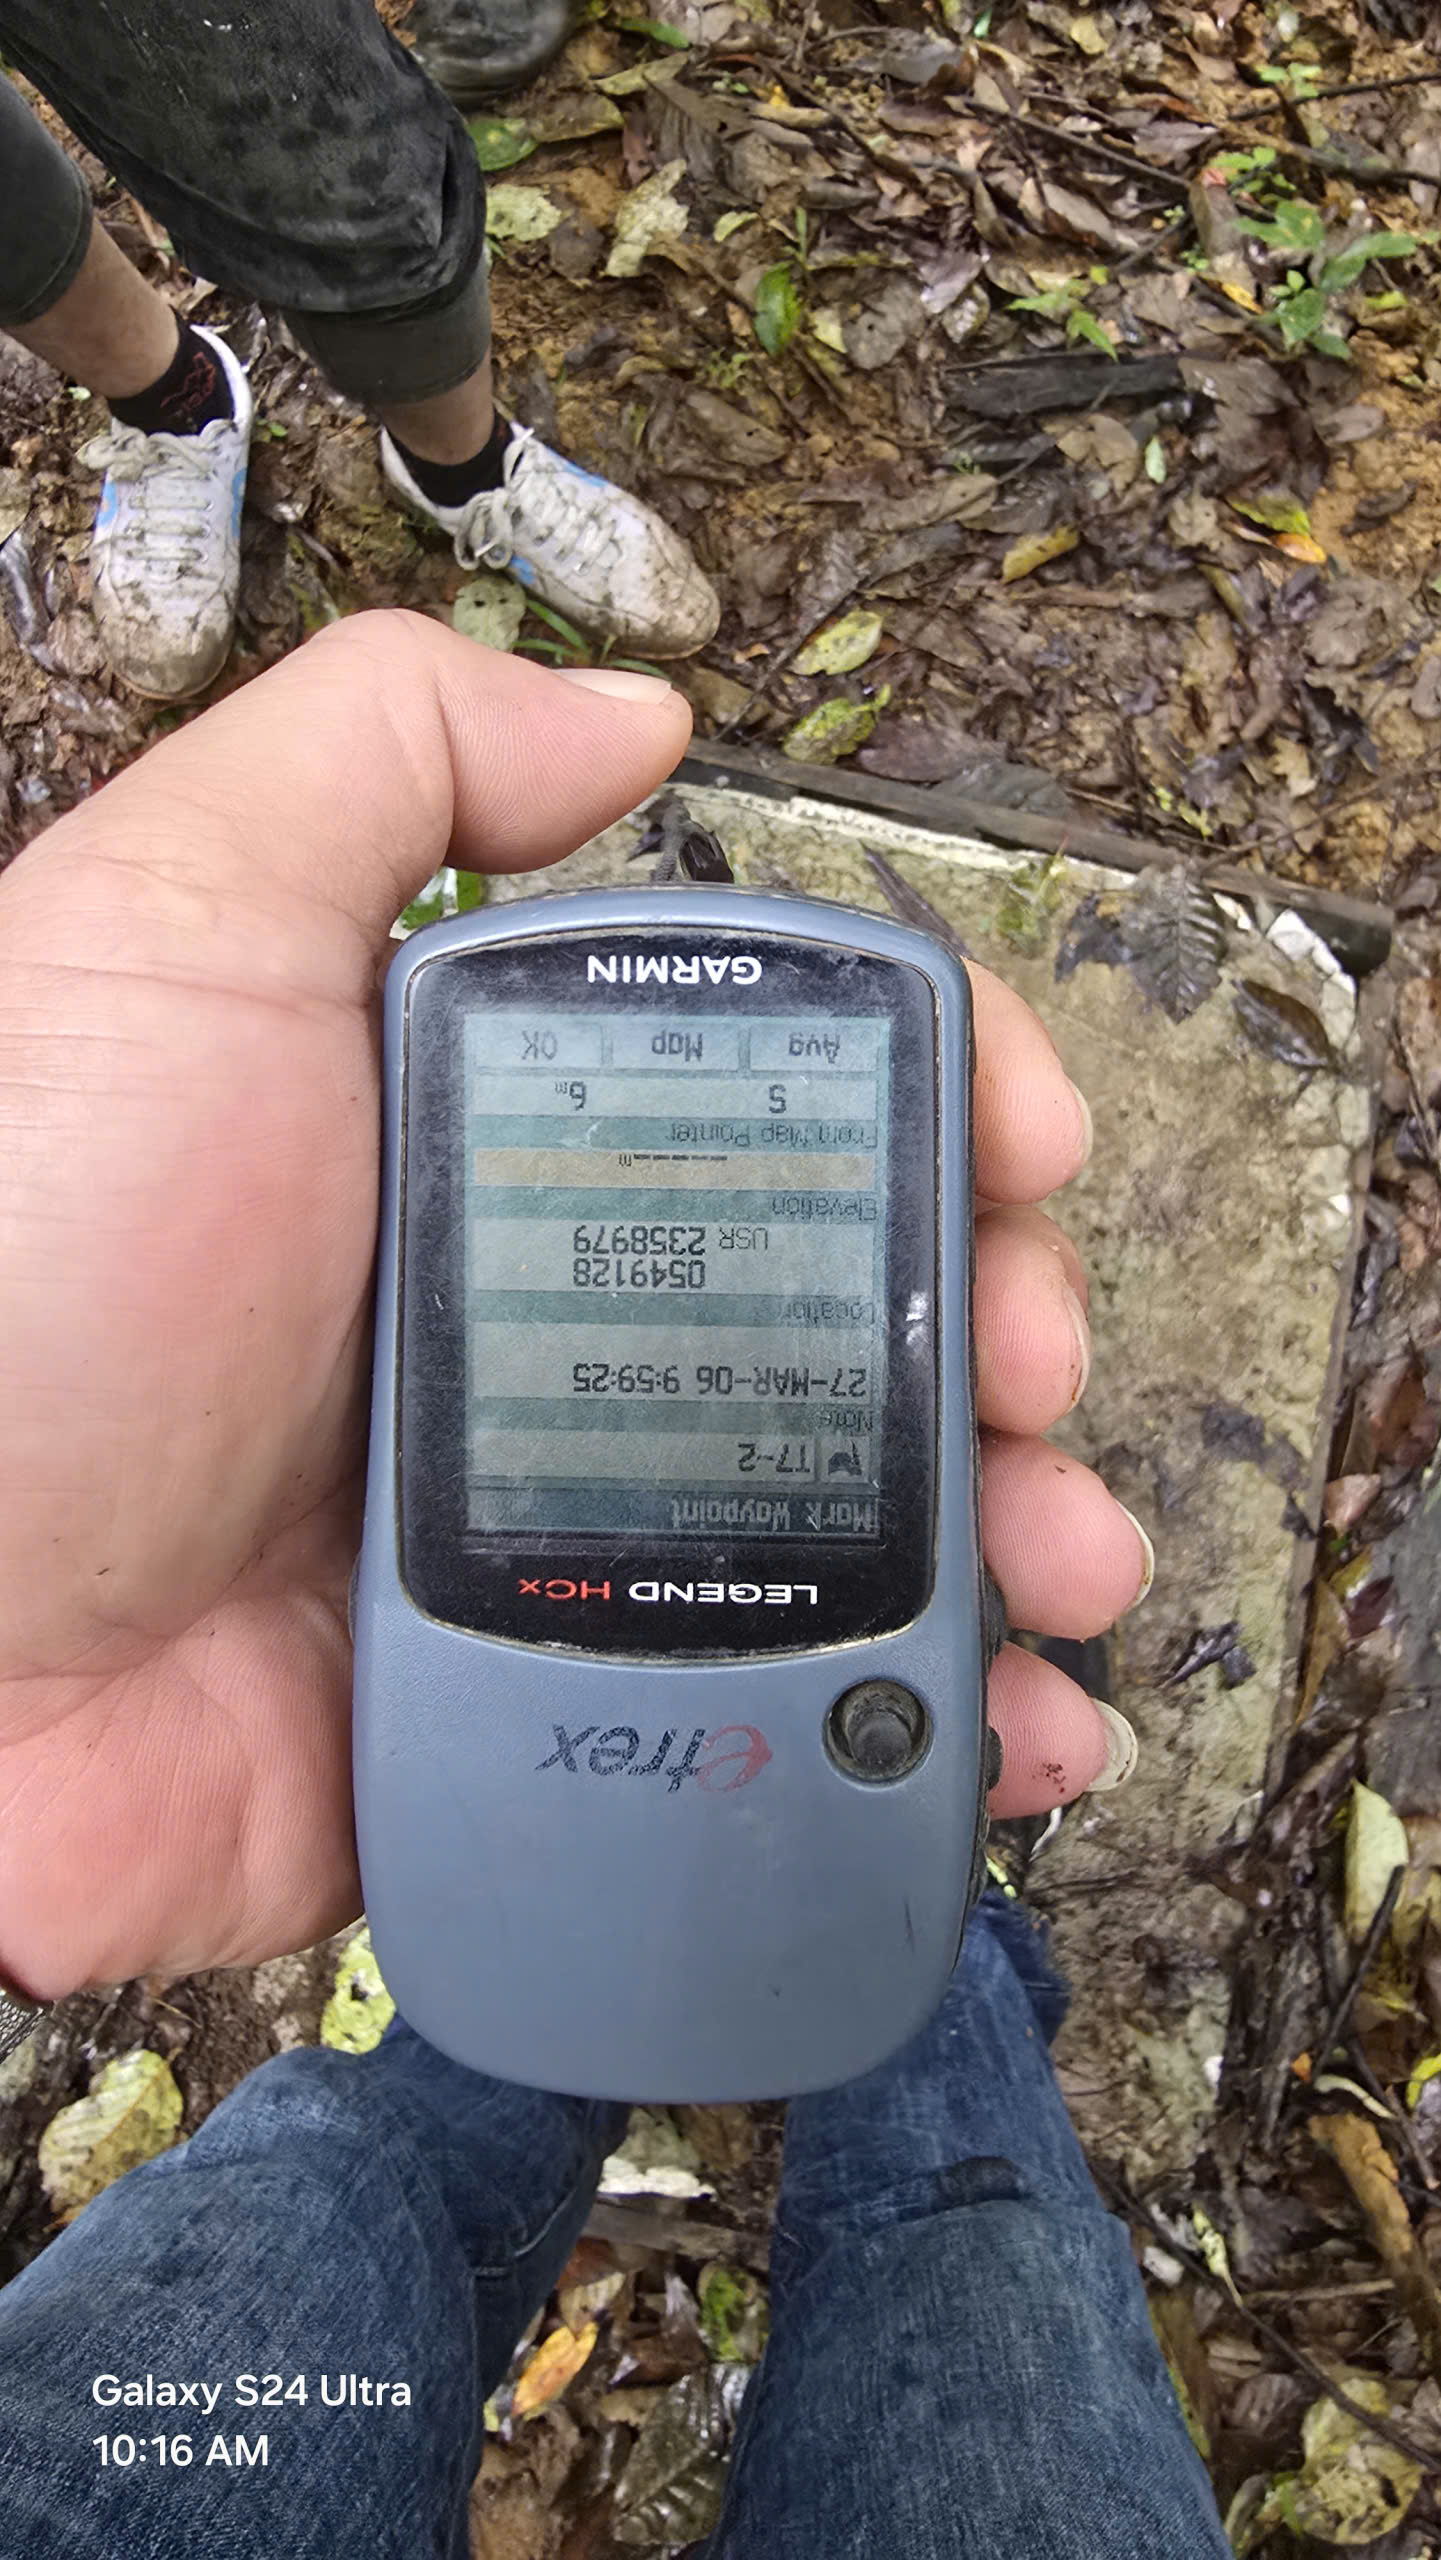 GARMIN
Avg Map OK
S 6m
From Map Pointer
-----m
Elevation
USR 2358979
0549128
Location
27-MAR-06 9:59:25
Note
T7-2
Mark Waypoint
LEGEND HCx
etrex
Galaxy S24 Ultra
10:16 AM